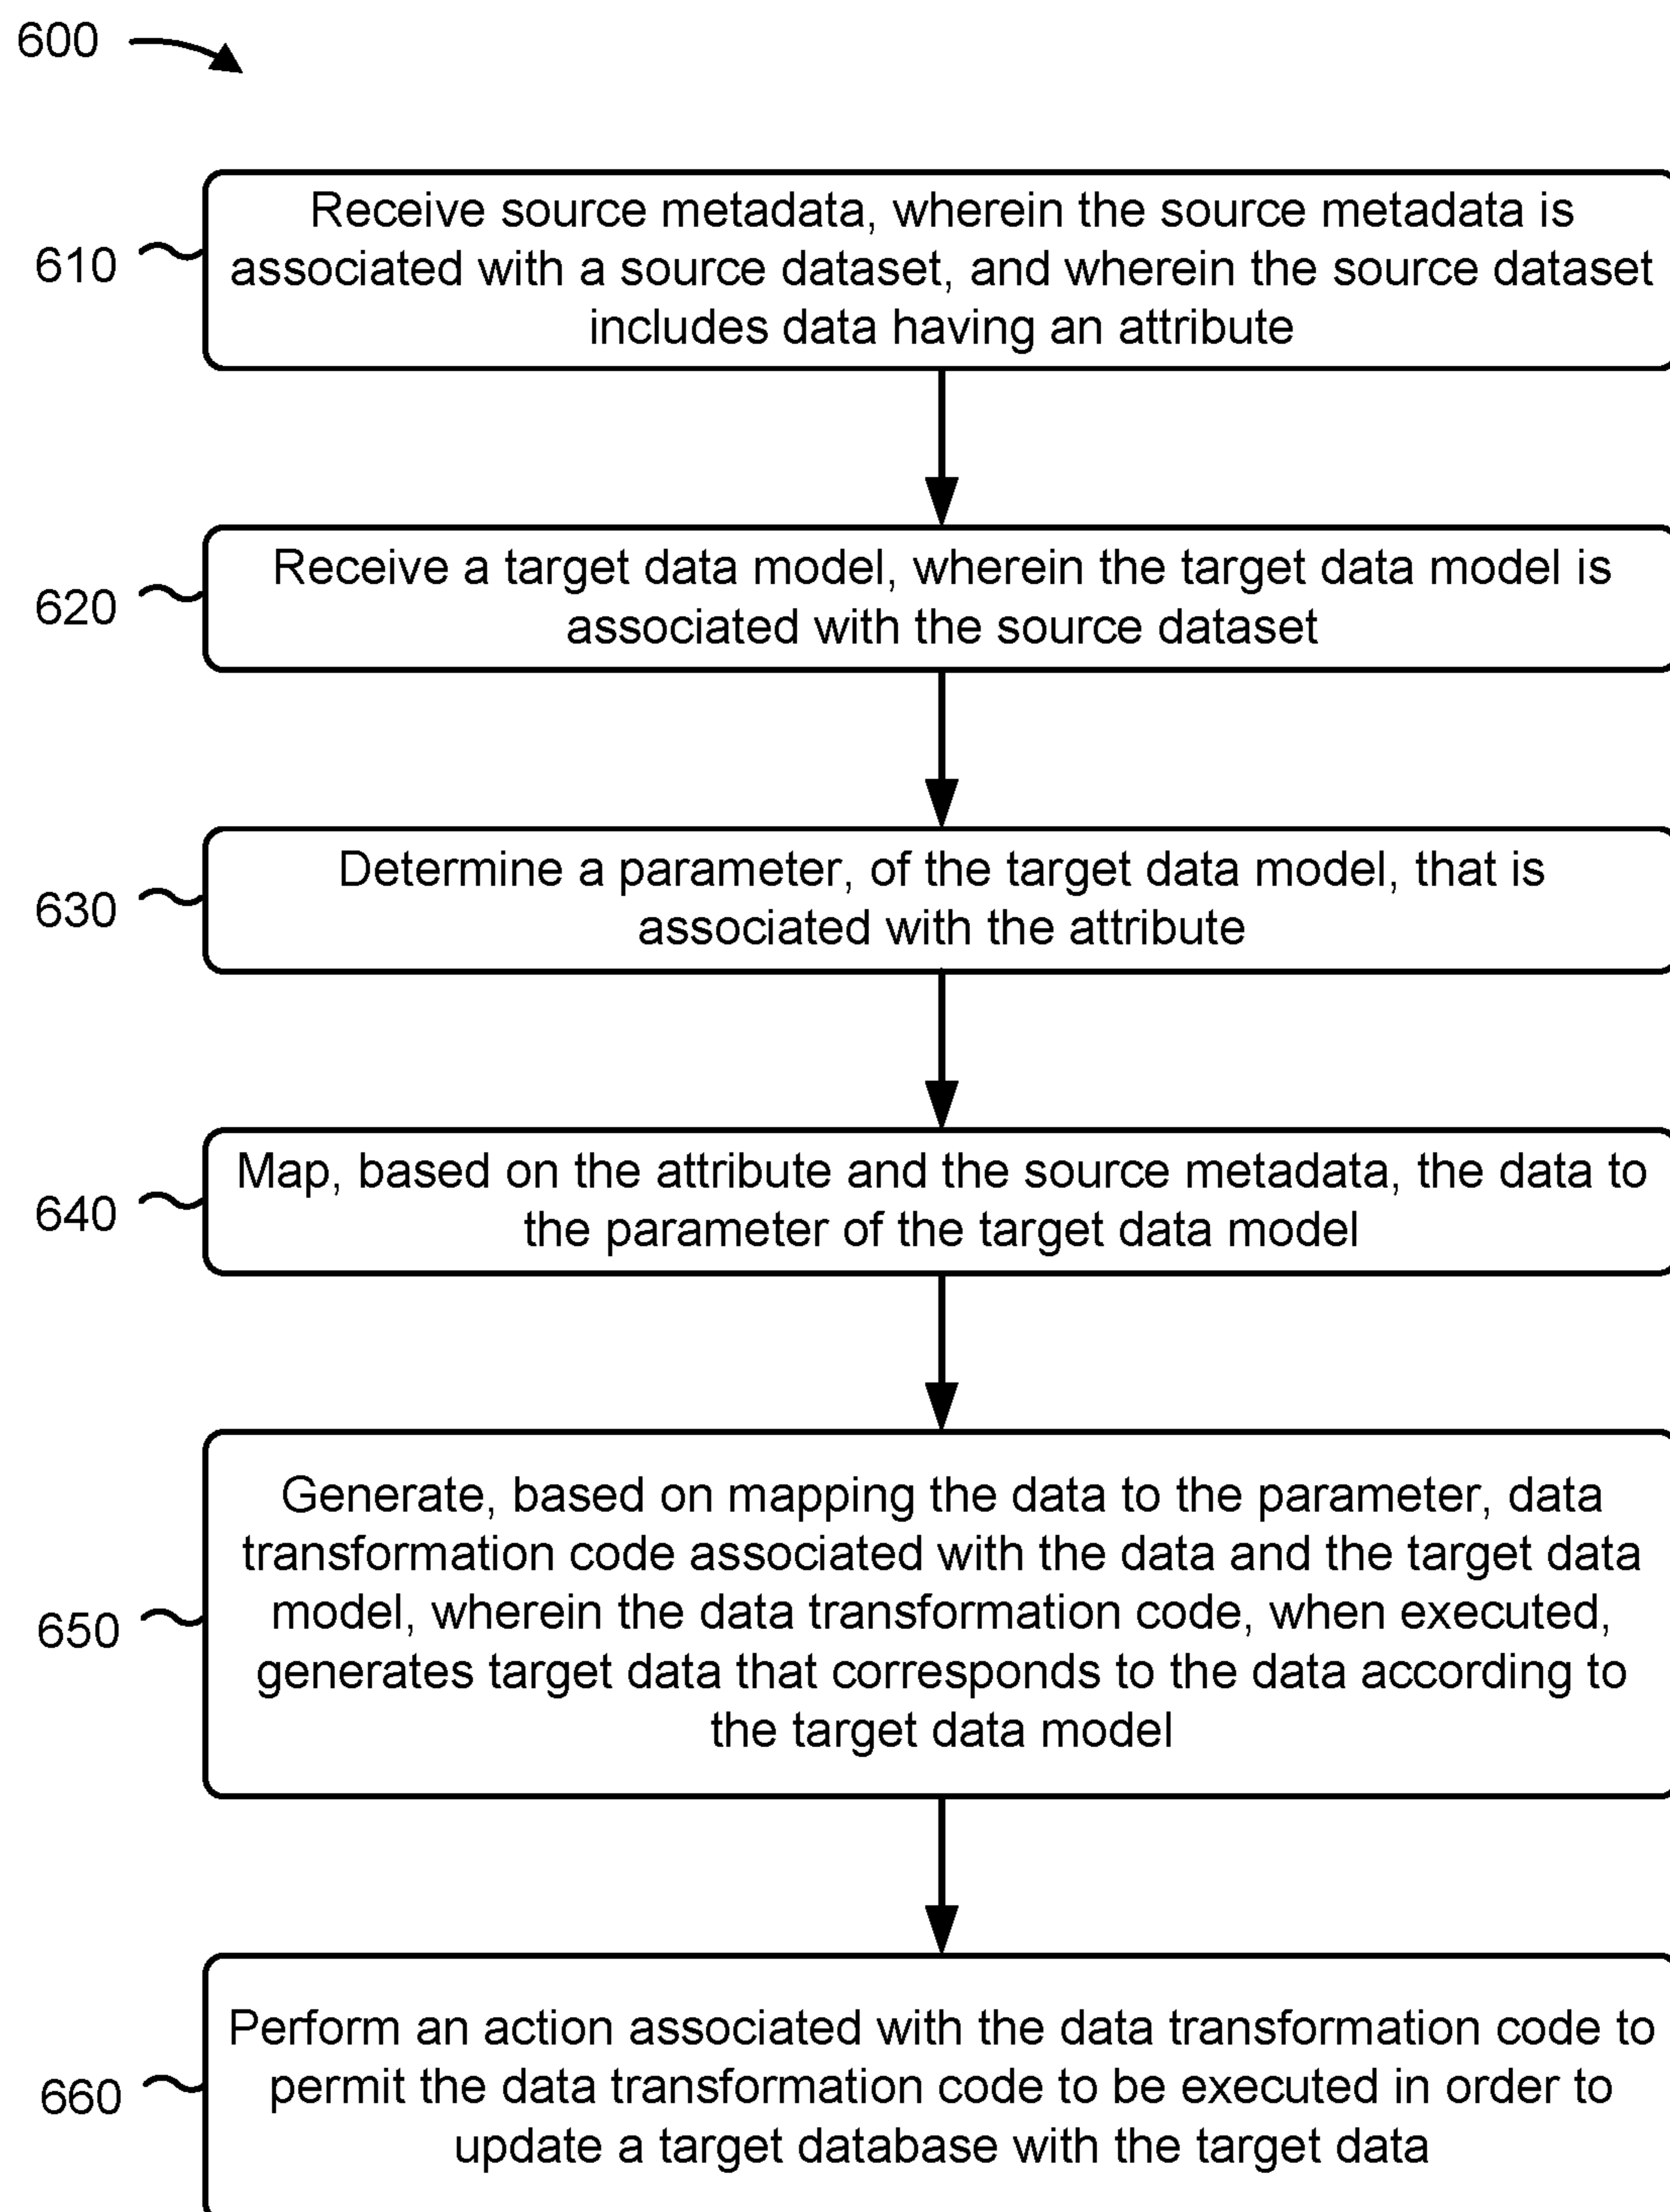 600
610
Receive source metadata, wherein the source metadata is
associated with a source dataset, and wherein the source dataset
includes data having an attribute
620
Receive a target data model, wherein the target data model is
associated with the source dataset
630
Determine a parameter, of the target data model, that is
associated with the attribute
640
Map, based on the attribute and the source metadata, the data to
the parameter of the target data model
650
Generate, based on mapping the data to the parameter, data
transformation code associated with the data and the target data
model, wherein the data transformation code, when executed,
generates target data that corresponds to the data according to
the target data model
660
Perform an action associated with the data transformation code to
permit the data transformation code to be executed in order to
update a target database with the target data